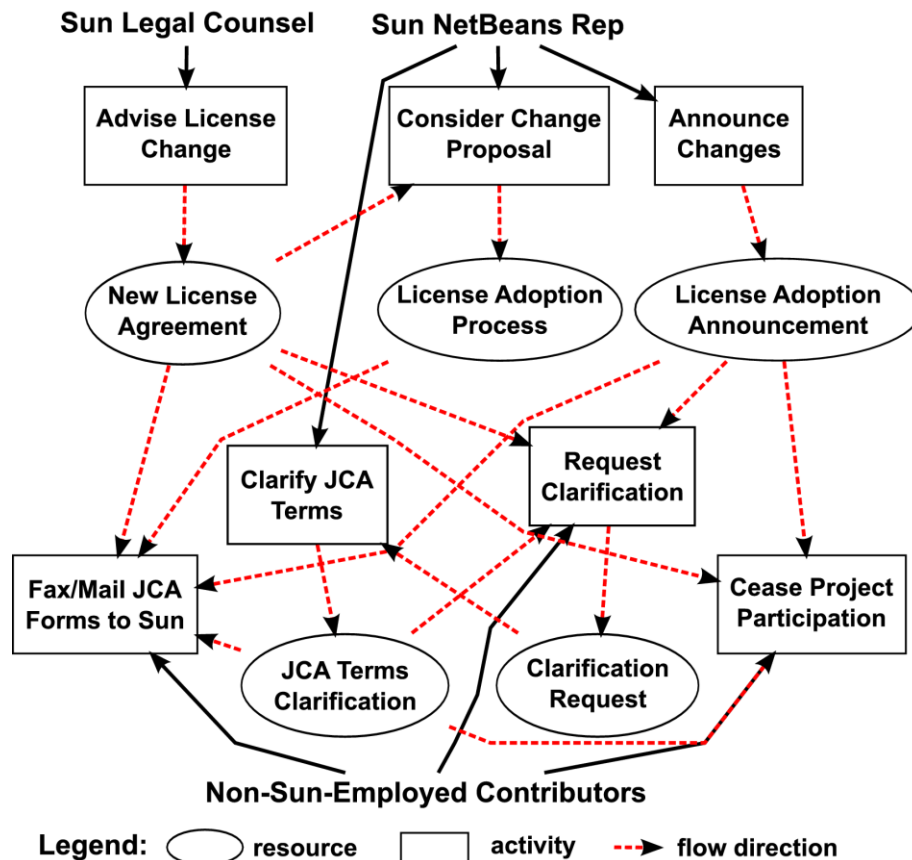 Sun Legal Counsel
Sun NetBeans Rep
Advise License
Change
Consider Change
Proposal
Announce
Changes
New License
Agreement
License Adoption
Process
License Adoption
Announcement
Clarify JCA
Terms
Request
Clarification
Fax/Mail JCA
Forms to Sun
Cease Project
Participation
JCA Terms
Clarification
Clarification
Request
Non-Sun-Employed Contributors
Legend: resource activity flow direction